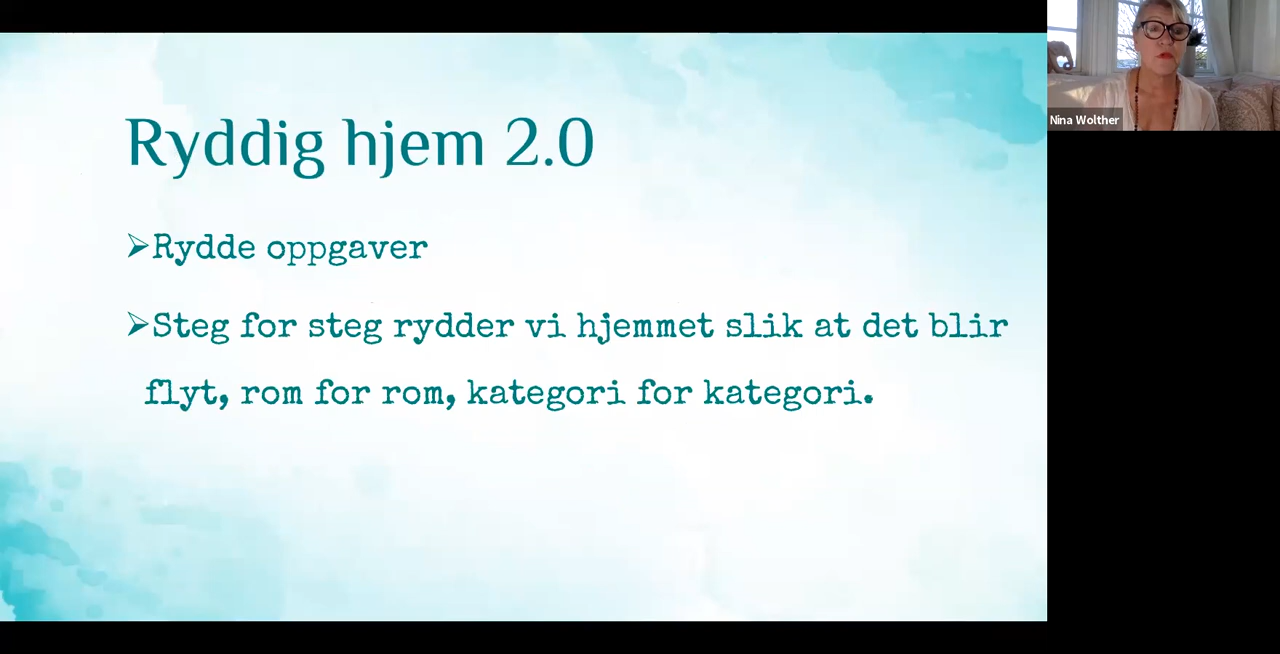 Ryddig hjem 2.0
➢Rydde oppgaver
➢Steg for steg rydder vi hjemmet slik at det blir
flyt, rom for rom, kategori for kategori.
Nina Wolther